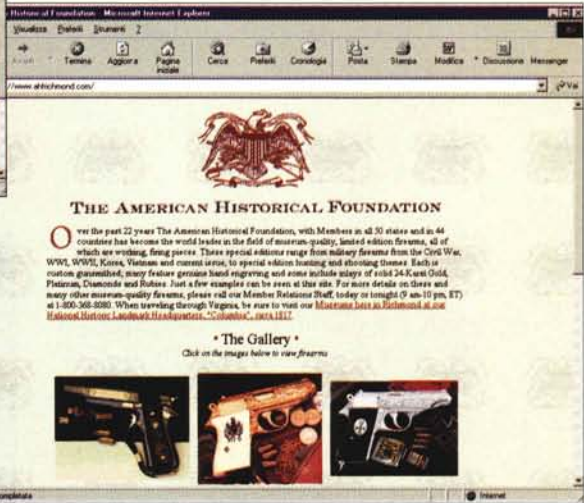 Historical Foundation - Microsoft Internet Explorer
Visualizza Preferiti Strumenti ?
Avanti Termina Aggiorna Pagina iniziale Cerca Preferiti Cronologia Posta Stampa Modifica Discussione Messenger
//www.ahfrichmond.com/ Vai
THE AMERICAN HISTORICAL FOUNDATION
Over the past 22 years The American Historical Foundation, with Members in all 50 states and in 44
countries has become the world leader in the field of museum-quality, limited edition firearms, all of
which are working, firing pieces. These special editions range from military firearms from the Civil War,
WWI, WWII, Korea, Vietnam and current issue, to special edition hunting and shooting themes. Each is
custom gunsmithed; many feature genuine hand engraving and some include inlays of solid 24-Karat Gold,
Platinum, Diamonds and Rubies. Just a few examples can be seen at this site. For more details on these and
many other museum-quality firearms, please call our Member Relations Staff, today or tonight (9 am-10 pm, ET)
at 1-800-368-8080. When traveling through Virginia, be sure to visit our Museums here in Richmond at our
National Historic Landmark Headquarters, "Columbia", circa 1817.
• The Gallery •
Click on the images below to view firearms
completata Internet